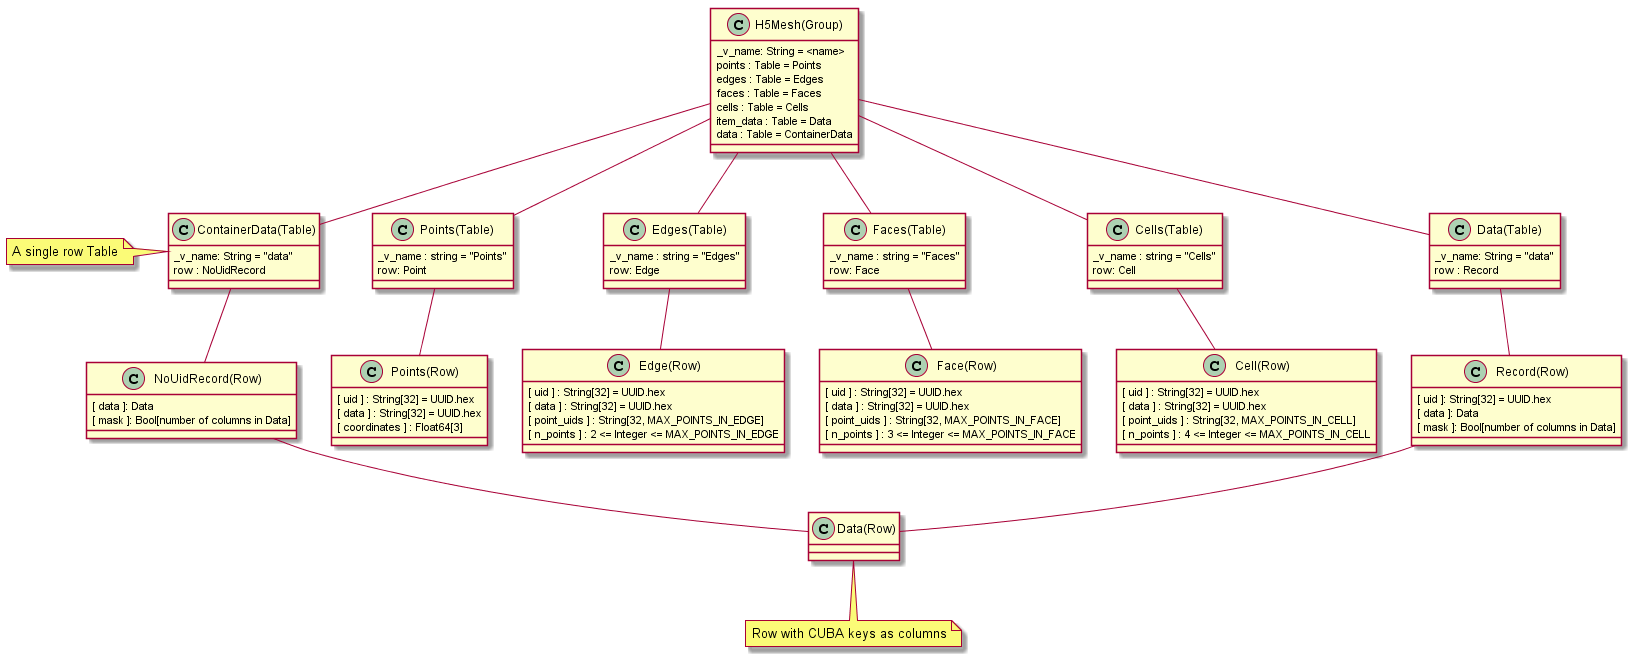 C H5Mesh(Group)
_v_name: String = <name>
points : Table = Points
edges : Table = Edges
faces : Table = Faces
cells : Table = Cells
item_data : Table = Data
data : Table = ContainerData
A single row Table
C ContainerData(Table)
_v_name: String = "data"
row : NoUidRecord
C Points(Table)
_v_name : string = "Points"
row: Point
C Edges(Table)
_v_name : string = "Edges"
row: Edge
C Faces(Table)
_v_name : string = "Faces"
row: Face
C Cells(Table)
_v_name : string = "Cells"
row: Cell
C Data(Table)
_v_name: String = "data"
row : Record
C NoUidRecord(Row)
[ data ]: Data
[ mask ]: Bool[number of columns in Data]
C Points(Row)
[ uid ] : String[32] = UUID.hex
[ data ] : String[32] = UUID.hex
[ coordinates ] : Float64[3]
C Edge(Row)
[ uid ] : String[32] = UUID.hex
[ data ] : String[32] = UUID.hex
[ point_uids ] : String[32, MAX_POINTS_IN_EDGE]
[ n_points ] : 2 <= Integer <= MAX_POINTS_IN_EDGE
C Face(Row)
[ uid ] : String[32] = UUID.hex
[ data ] : String[32] = UUID.hex
[ point_uids ] : String[32, MAX_POINTS_IN_FACE]
[ n_points ] : 3 <= Integer <= MAX_POINTS_IN_FACE
C Cell(Row)
[ uid ] : String[32] = UUID.hex
[ data ] : String[32] = UUID.hex
[ point_uids ] : String[32, MAX_POINTS_IN_CELL]
[ n_points ] : 4 <= Integer <= MAX_POINTS_IN_CELL
C Record(Row)
[ uid ]: String[32] = UUID.hex
[ data ]: Data
[ mask ]: Bool[number of columns in Data]
C Data(Row)
Row with CUBA keys as columns